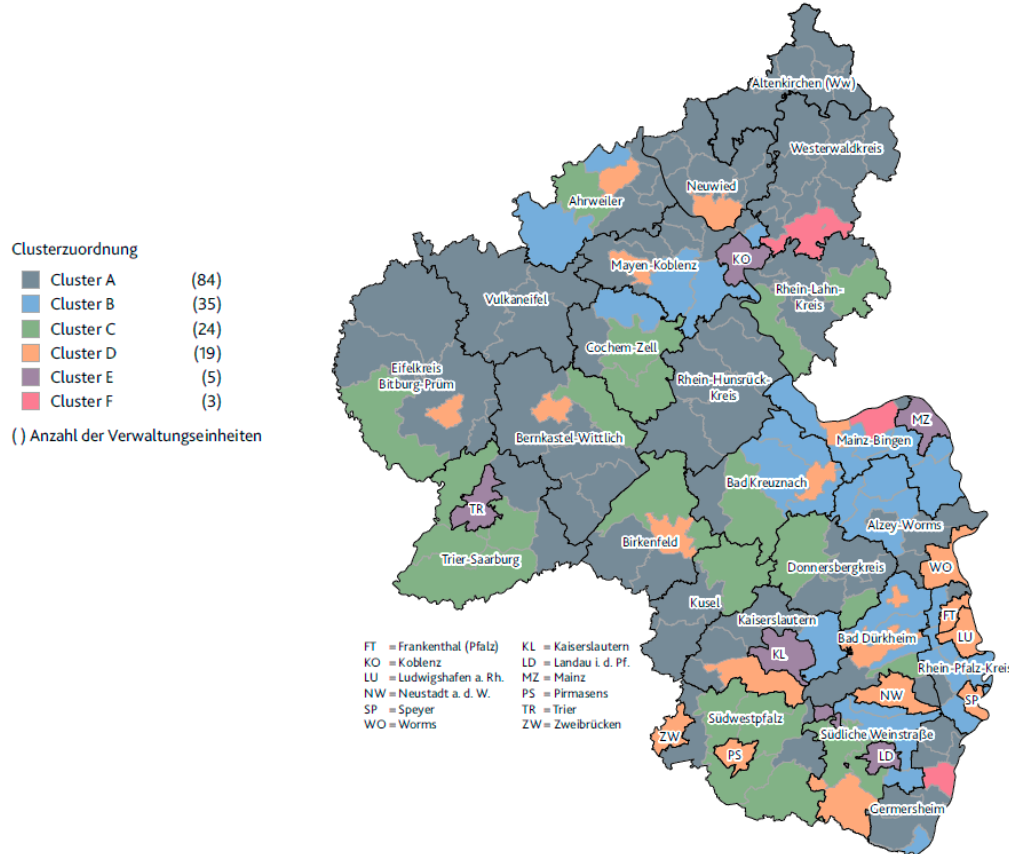 Altenkirchen (Ww)
Westerwaldkreis
Neuwied
Ahrweiler
KO
Mayen-Koblenz
Rhein-Lahn-
Kreis
Vulkaneifel
Cochem-Zell
Eifelkreis
Bitburg-Prüm
Rhein-Hunsrück-
Kreis
Bernkastel-Wittlich
MZ
Mainz-Bingen
Bad Kreuznach
TR
Alzey-Worms
Birkenfeld
Trier-Saarburg
Donnersbergkreis
WO
Kusel
Kaiserslautern
FT
Bad Dürkheim
LU
KL
Rhein-Pfalz-Kreis
NW
SP
Südwestpfalz
Südliche Weinstraße
ZW
PS
LD
Germersheim
Clusterzuordnung
Cluster A (84)
Cluster B (35)
Cluster C (24)
Cluster D (19)
Cluster E (5)
Cluster F (3)
( ) Anzahl der Verwaltungseinheiten
FT = Frankenthal (Pfalz) KL = Kaiserslautern
KO = Koblenz LD = Landau i. d. Pf.
LU = Ludwigshafen a. Rh. MZ = Mainz
NW = Neustadt a. d. W. PS = Pirmasens
SP = Speyer TR = Trier
WO = Worms ZW = Zweibrücken